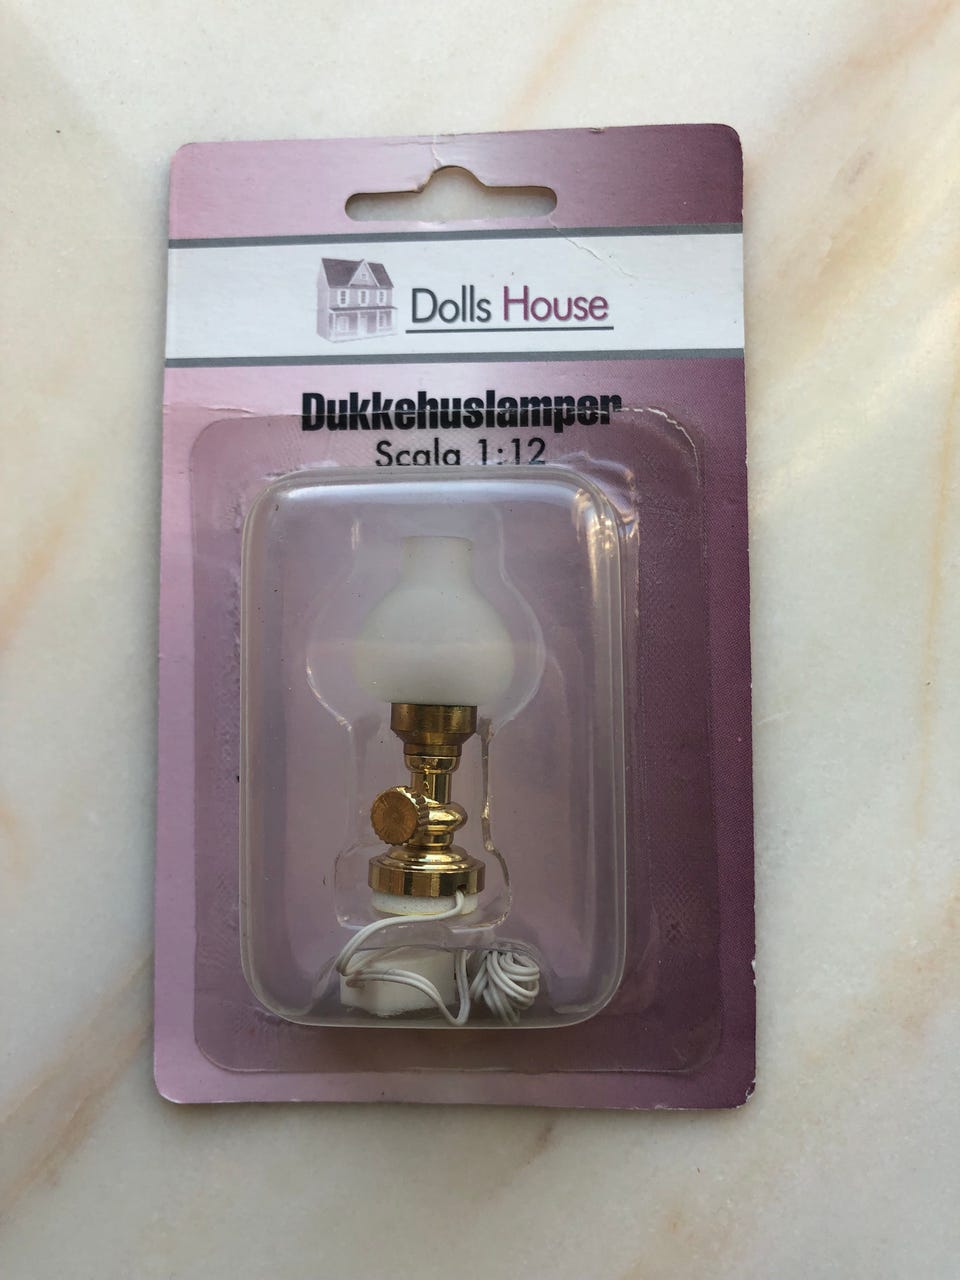 Dolls House
Dukkehuslamper
Scala 1:12